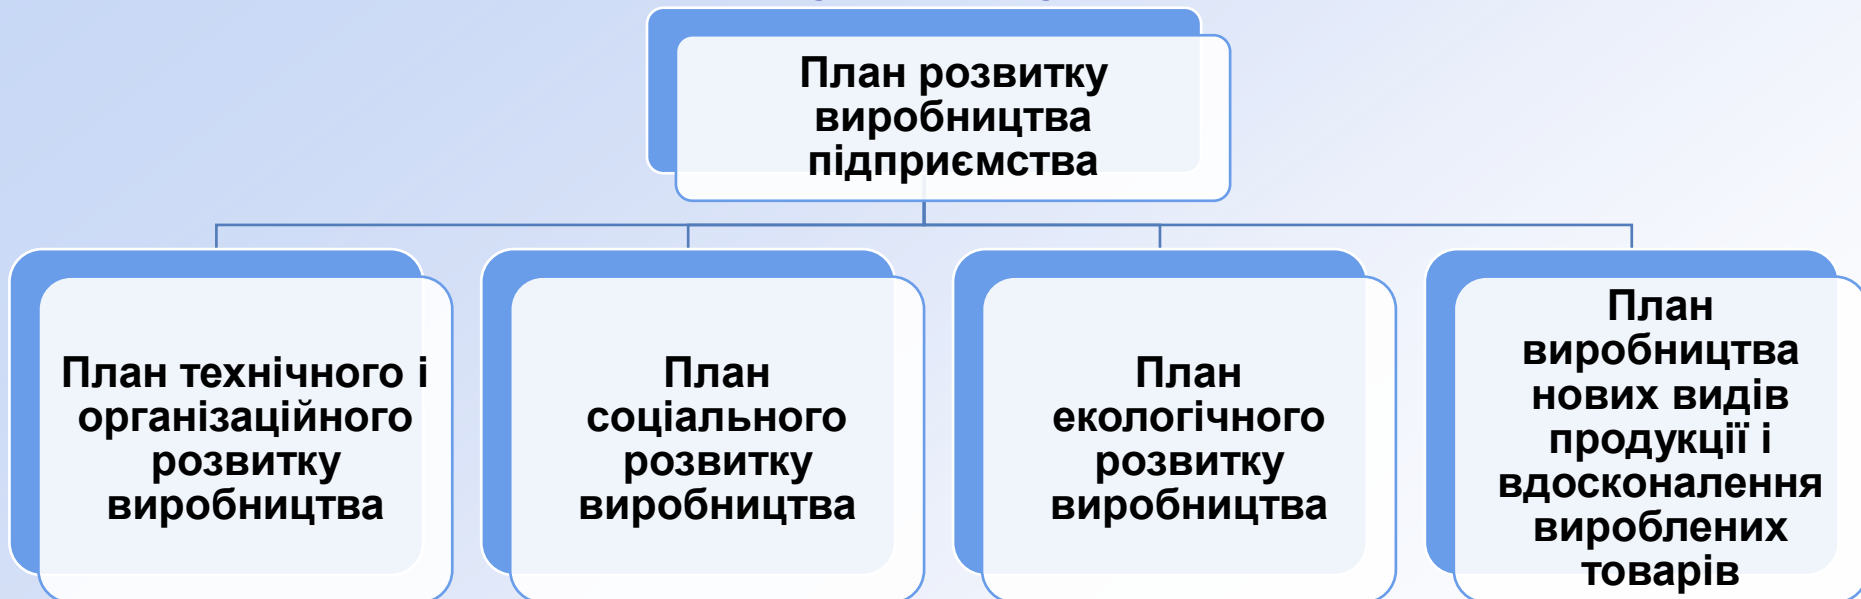 План розвитку
виробництва
підприємства
План технічного і
організаційного
розвитку
виробництва
План
соціального
розвитку
виробництва
План
екологічного
розвитку
виробництва
План
виробництва
нових видів
продукції і
вдосконалення
вироблених
товарів